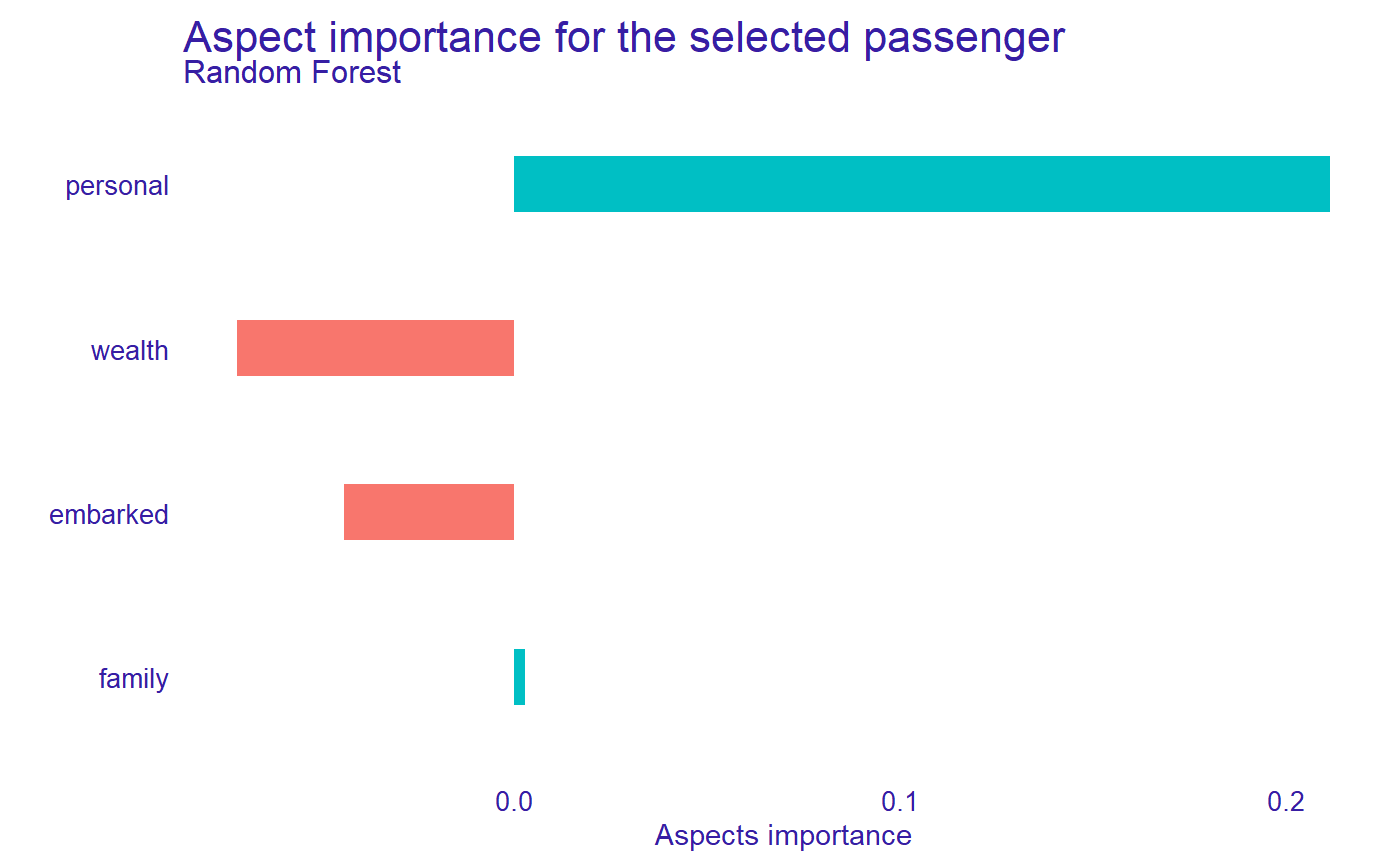 Aspect importance for the selected passenger
Random Forest
personal
wealth
embarked
family
0.0 0.1 0.2
Aspects importance